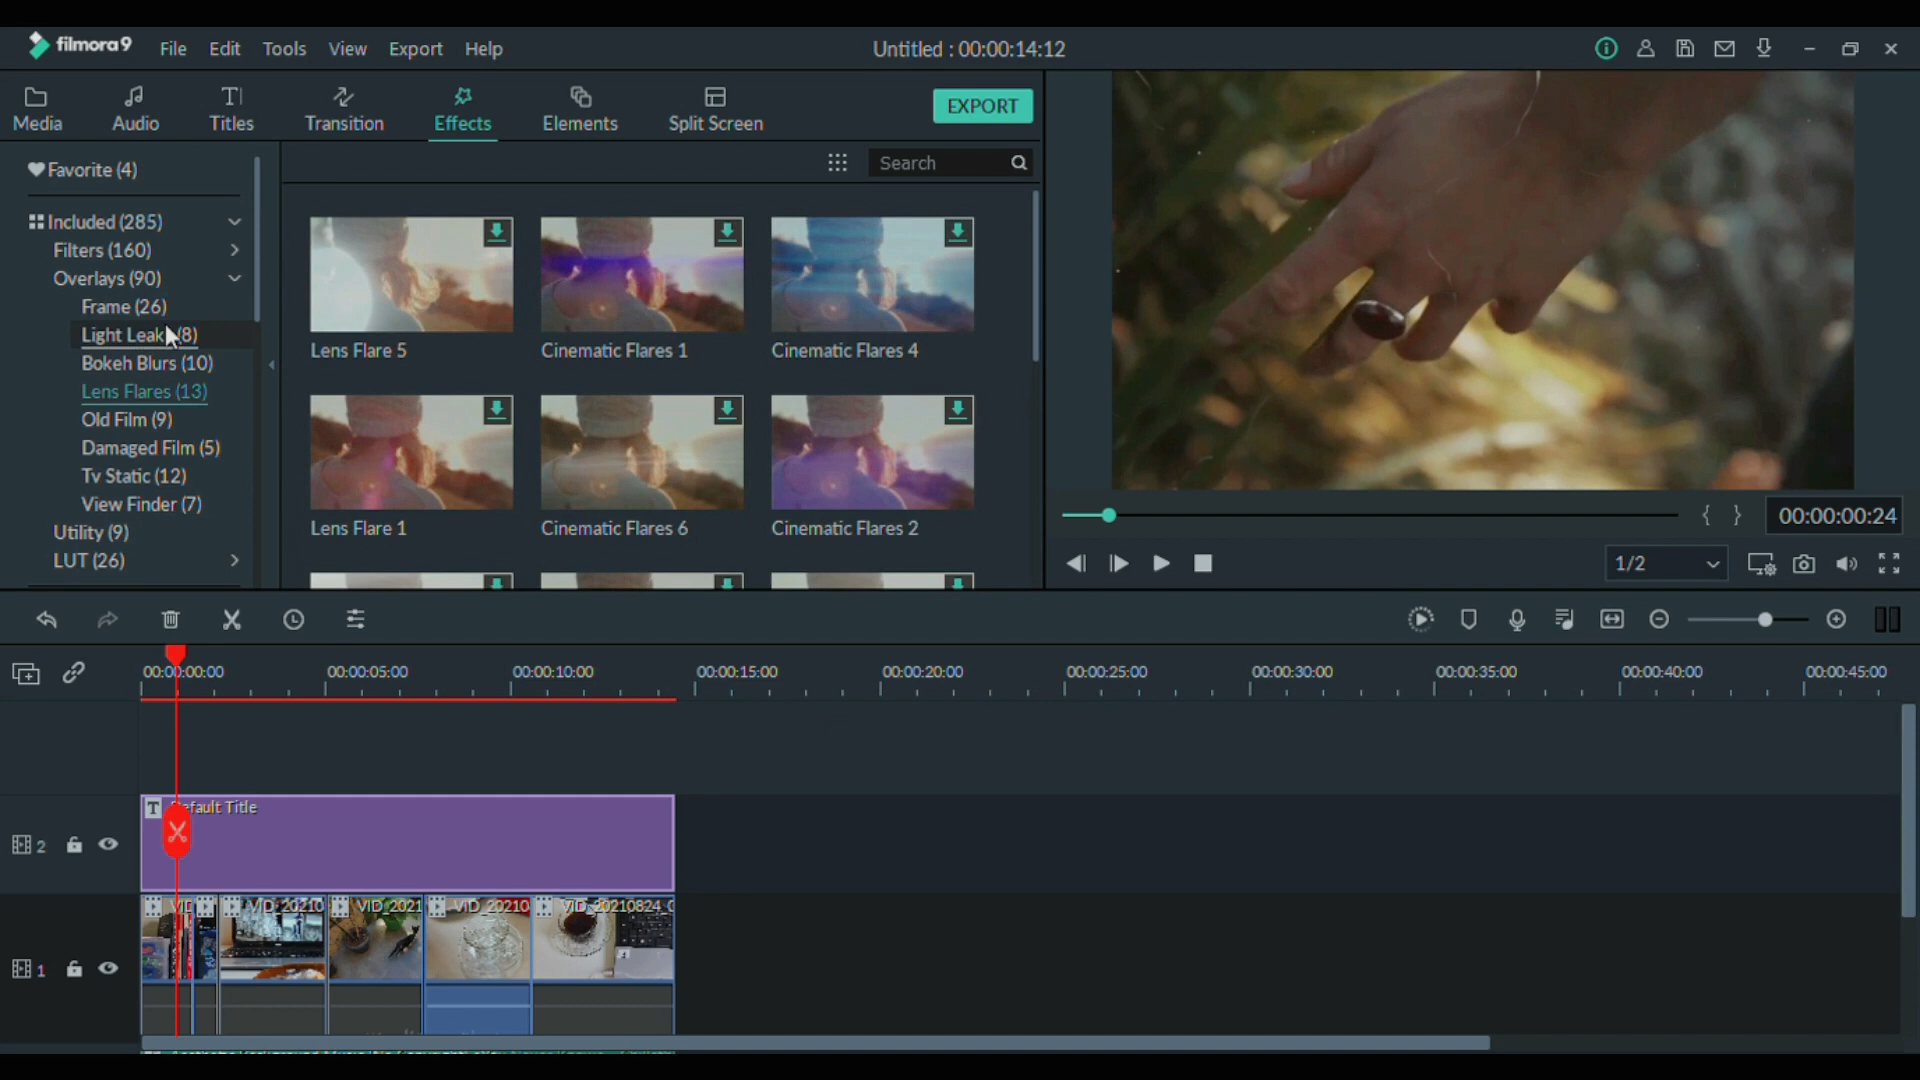 filmora9 File Edit Tools View Export Help Untitled : 00:00:14:12
Media Audio Titles Transition Effects Elements Split Screen EXPORT
Favorite (4)
Search
Included (285)
Filters (160)
Overlays (90)
Frame (26)
Light Leak (8)
Bokeh Blurs (10)
Lens Flares (13)
Old Film (9)
Damaged Film (5)
Tv Static (12)
View Finder (7)
Utility (9)
LUT (26)
Lens Flare 5 Cinematic Flares 1 Cinematic Flares 4
Lens Flare 1 Cinematic Flares 6 Cinematic Flares 2
{ } 00:00:00:24
1/2
00:00:00:00 00:00:05:00 00:00:10:00 00:00:15:00 00:00:20:00 00:00:25:00 00:00:30:00 00:00:35:00 00:00:40:00 00:00:45:00
T Default Title
2
VID VID_20210 VID_2021 VID_20210 VID_20210824_
1